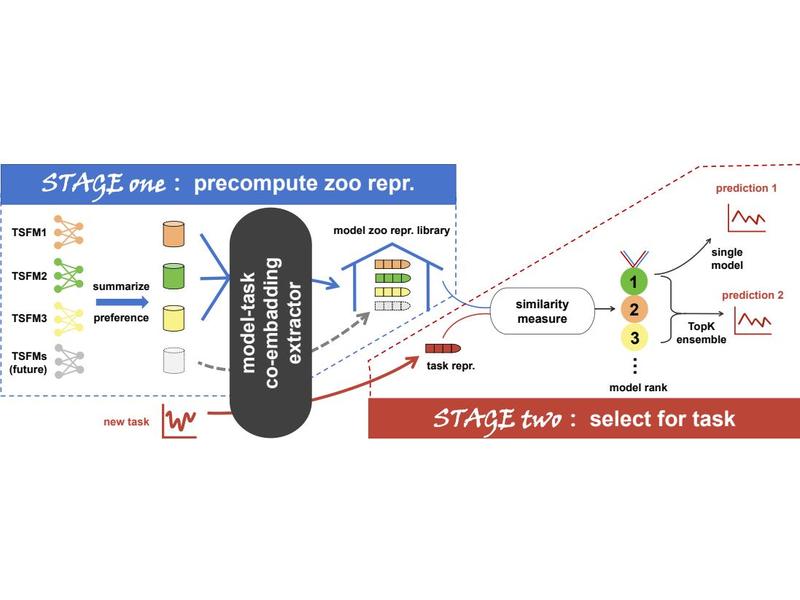 STAGE one : precompute zoo repr.
TSFM1
TSFM2
TSFM3
TSFMs
(future)
summarize
preference
model-task
co-embadding
extractor
model zoo repr. library
new task
task repr.
similarity
measure
1
2
3
model rank
single
model
TopK
ensemble
prediction 1
prediction 2
STAGE two : select for task